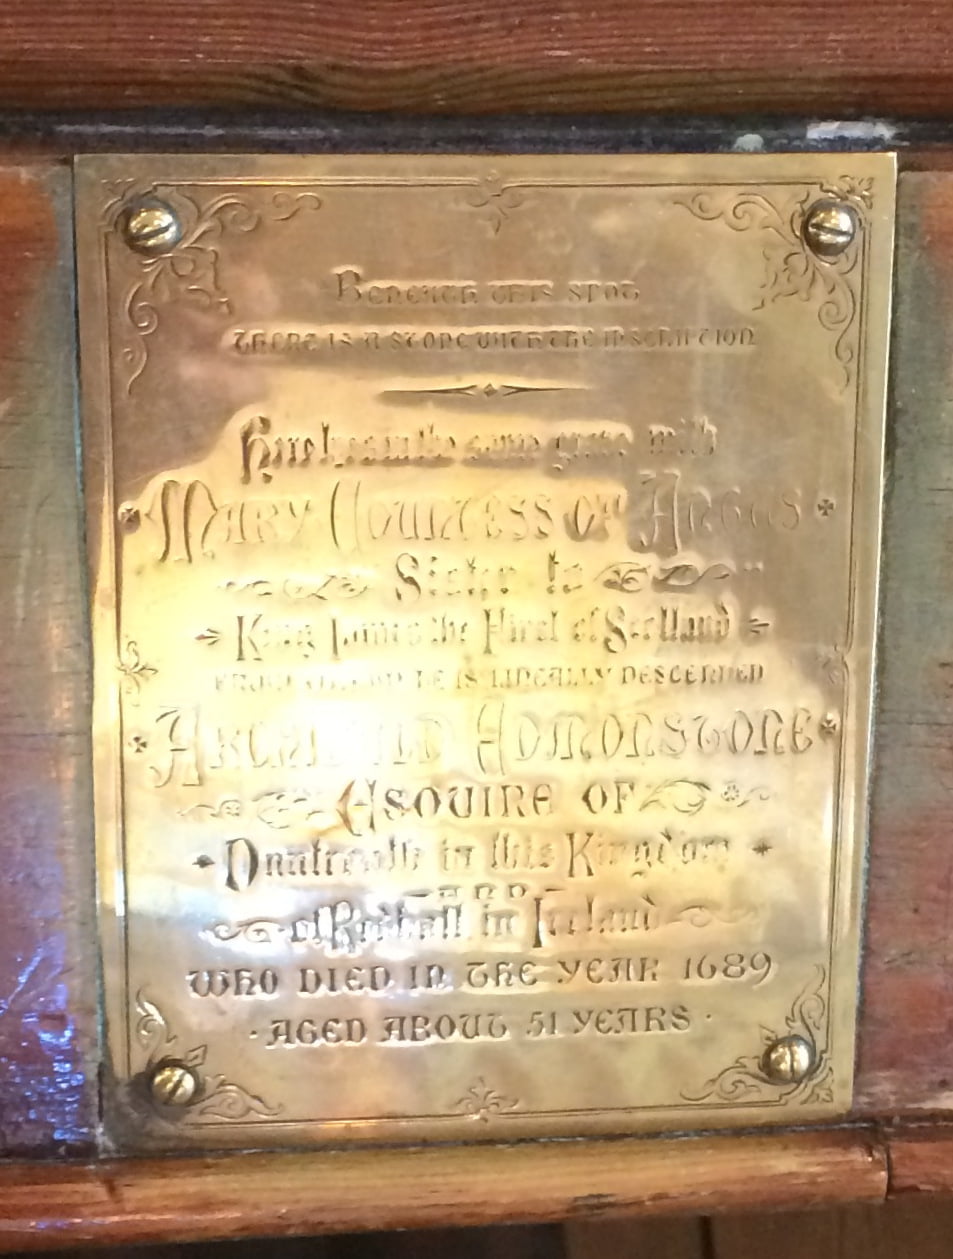 Beneath this spot
there is a stone with the inscription
Here lyes in the same grave with
Mary Countess of Angus
Sister to
King James the First of Scotland
from whom he is lineally descended
Archibald Edmonstone
Esquire of
Duntreath in this Kingdom
and
of Redhall in Ireland
who died in the year 1689
aged about 51 years